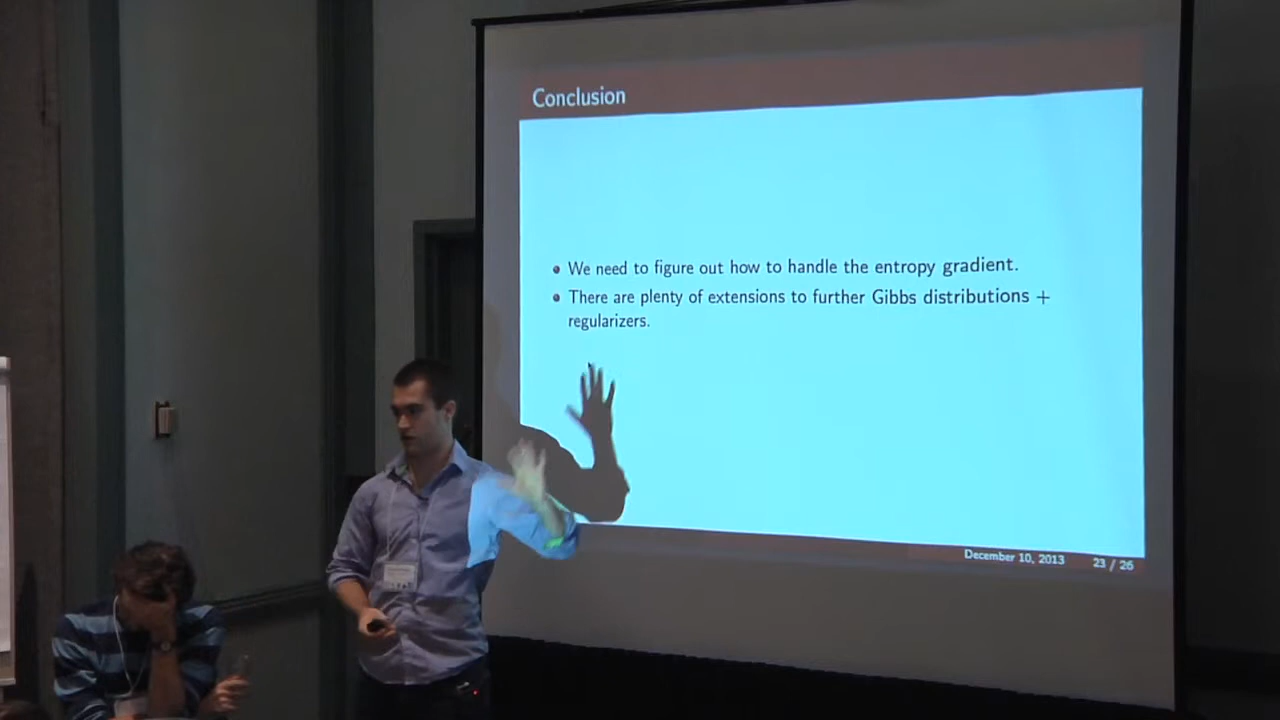 Conclusion
We need to figure out how to handle the entropy gradient.
There are plenty of extensions to further Gibbs distributions +
regularizers.
December 10, 2013 23 / 26